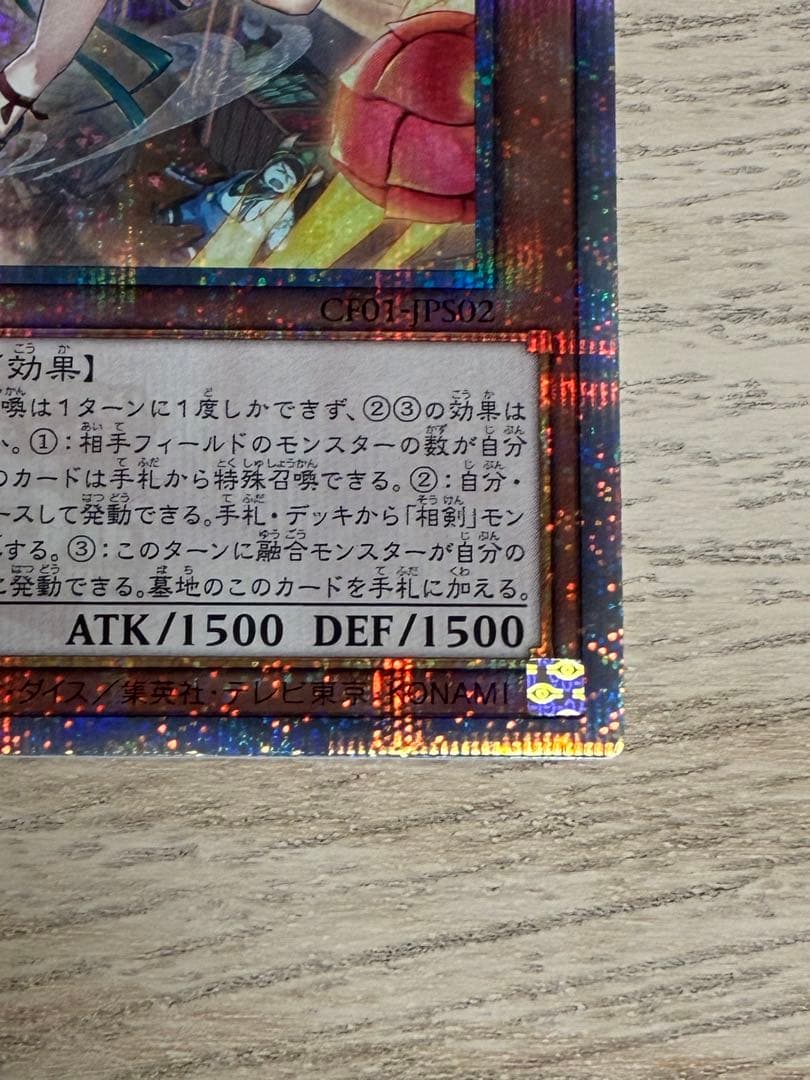 CF01-JPS02
効果】
喚は1ターンに1度しかできず、②③の効果は
。①：相手フィールドのモンスターの数が自分
のカードは手札から特殊召喚できる。②：自分・
ースして発動できる。手札・デッキから「相剣」モン
する。③：このターンに融合モンスターが自分の
発動できる。墓地のこのカードを手札に加える。
ATK/1500 DEF/1500
・ダイス／集英社・テレビ東京・KONAMI